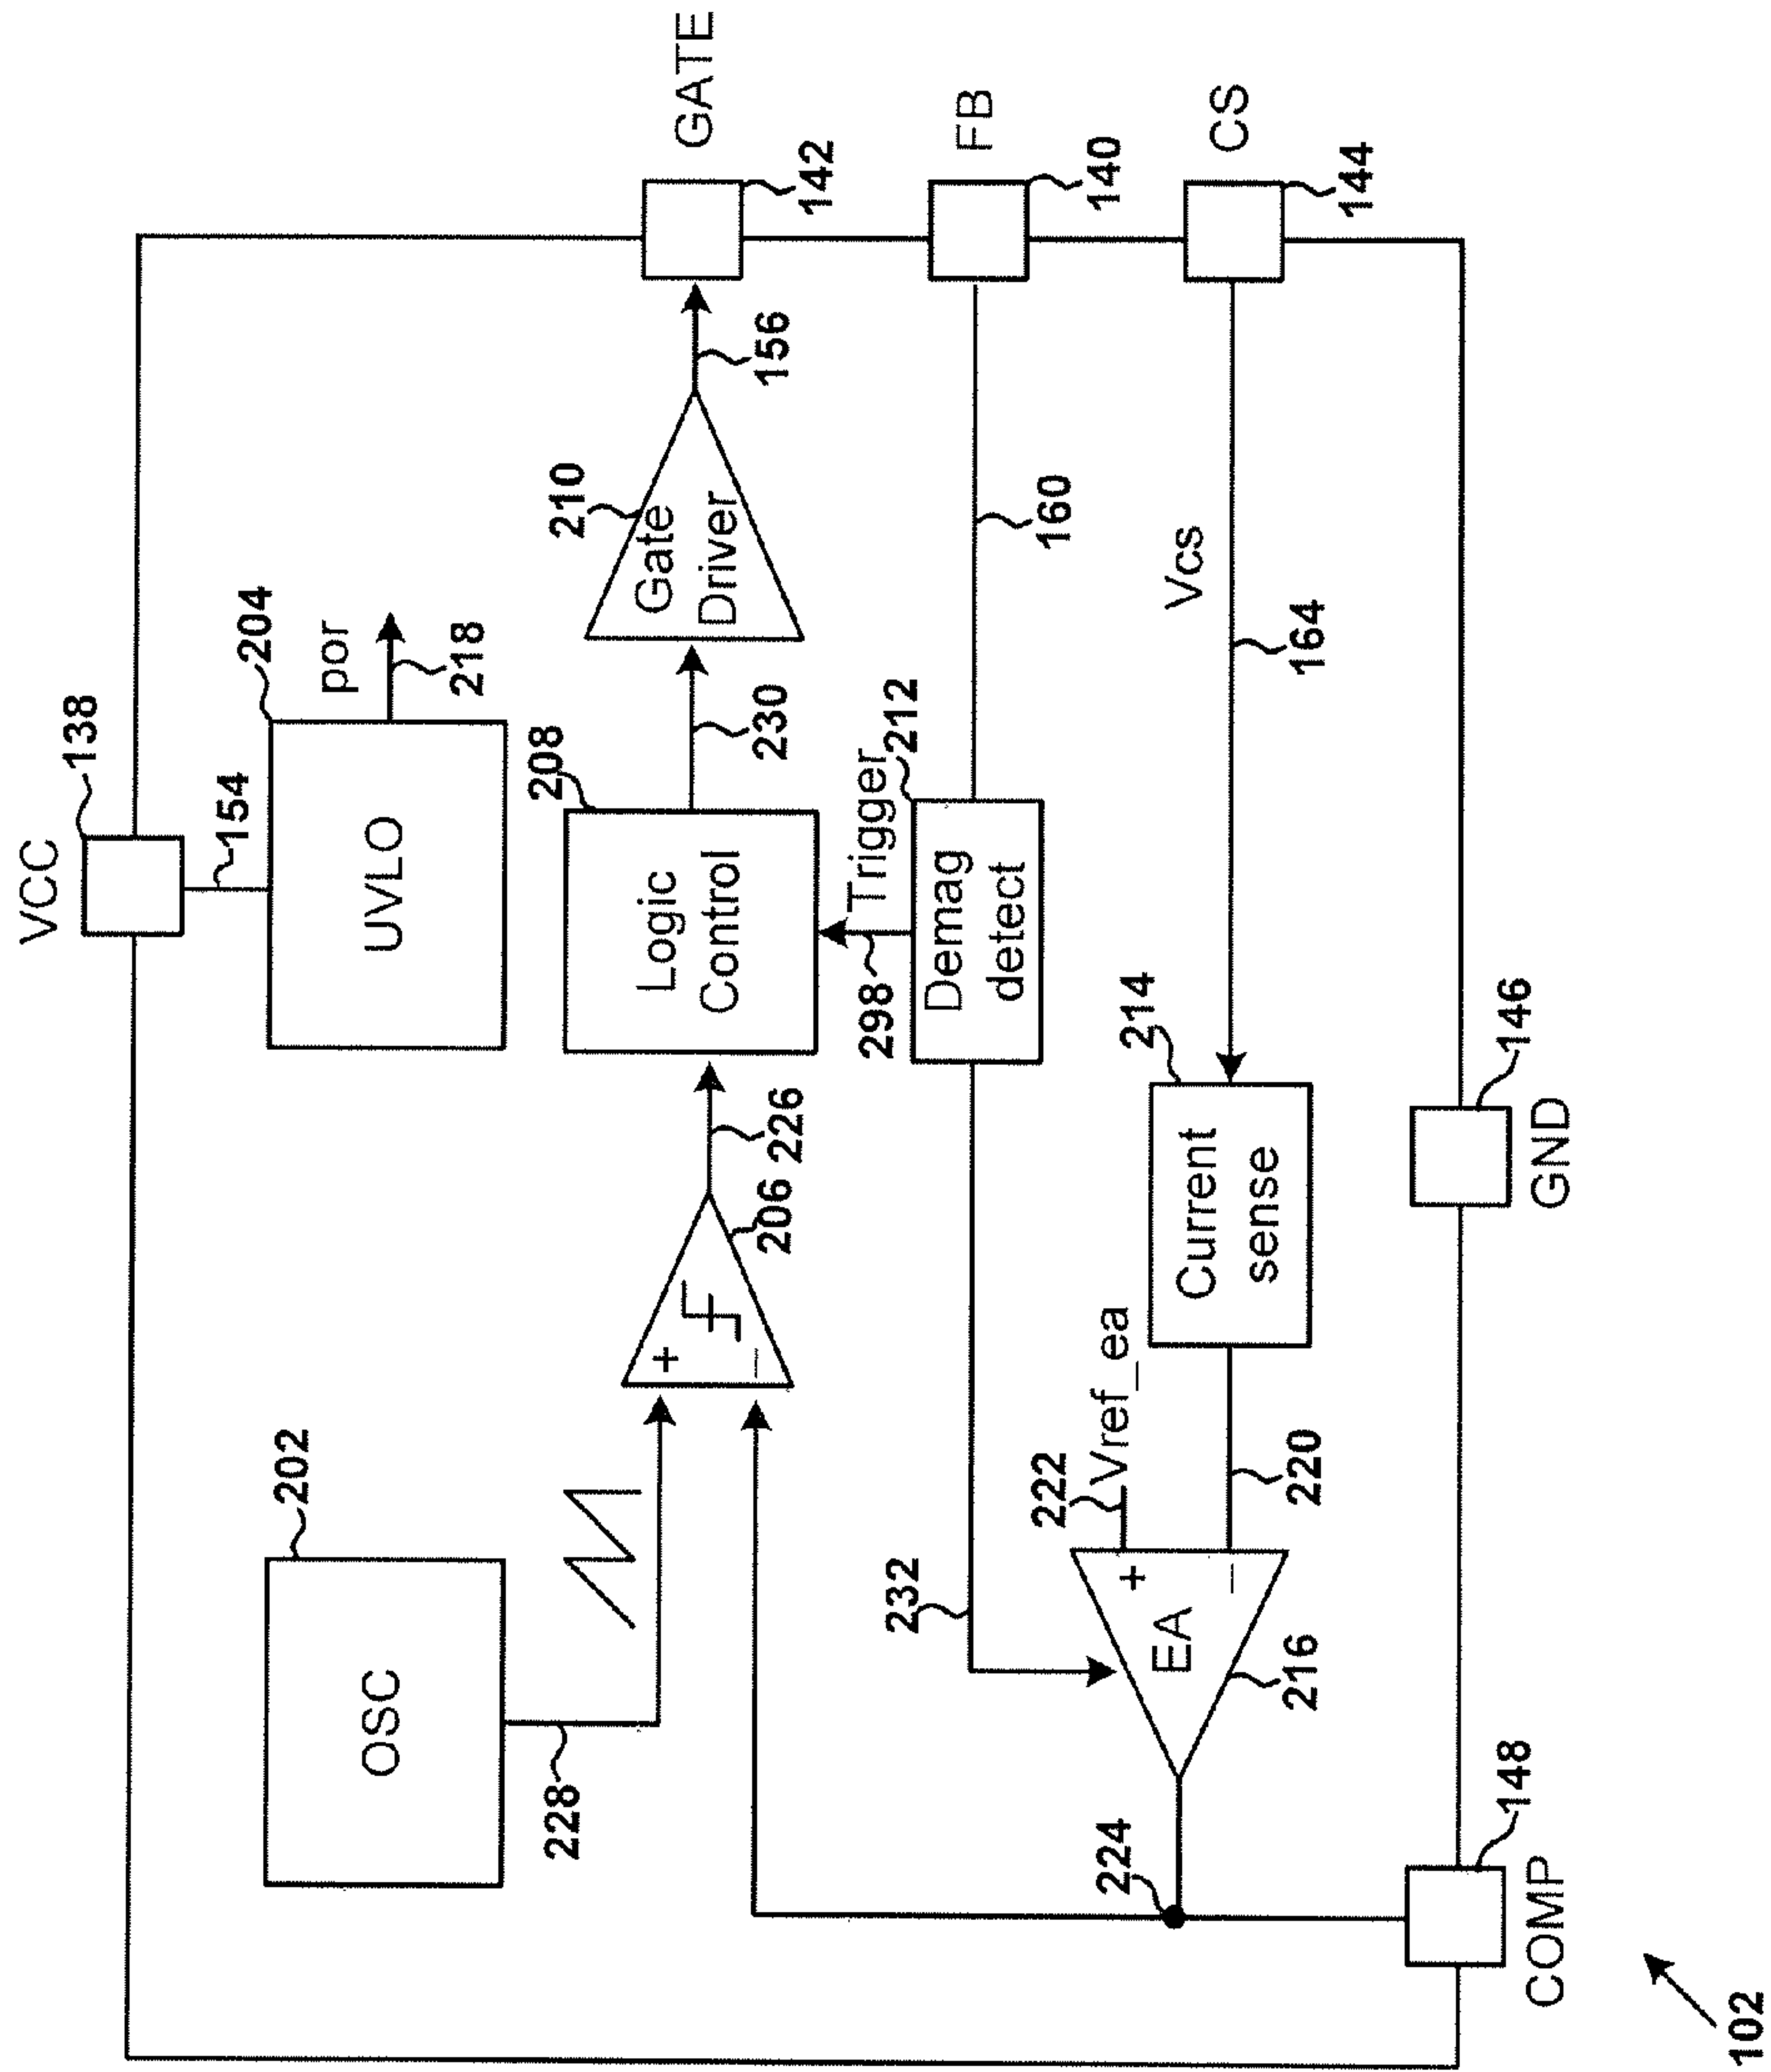 VCC
138
154
UVLO
204
por
218
OSC
202
228
+
−
206
226
Logic
Control
208
230
Gate
Driver
210
156
GATE
142
298
Trigger
Demag
detect
212
160
FB
140
232
EA
+
−
216
222
Vref_ea
220
Current
sense
214
Vcs
164
CS
144
224
COMP
148
GND
146
102